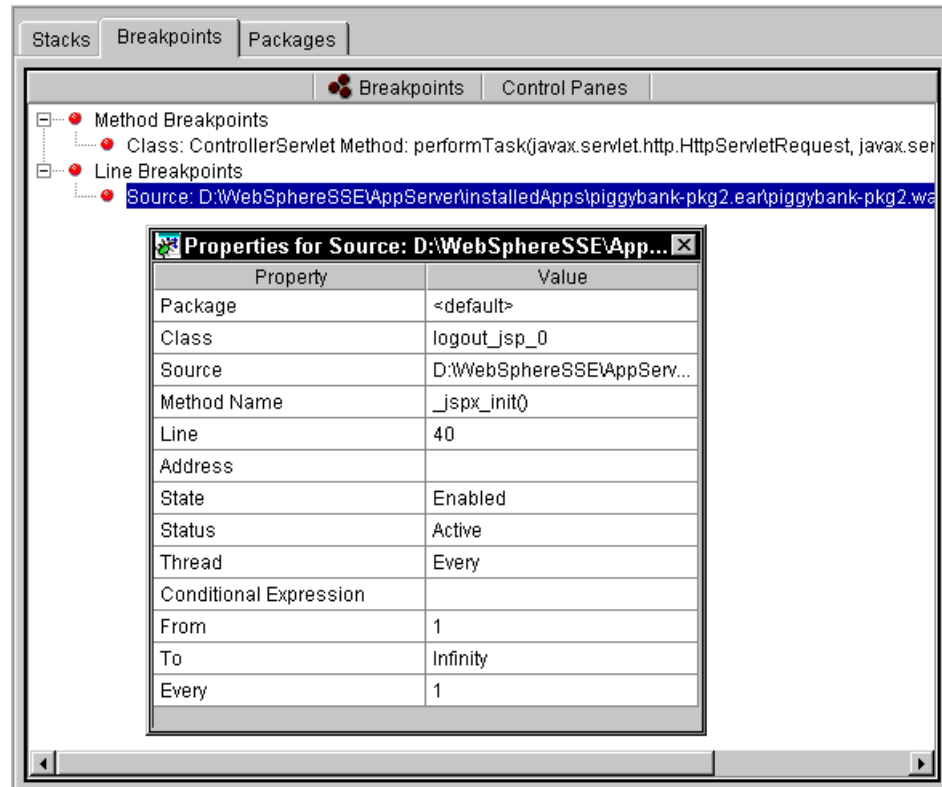 Stacks Breakpoints Packages
Breakpoints Control Panes
Method Breakpoints
Class: ControllerServlet Method: performTask(javax.servlet.http.HttpServletRequest, javax.ser
Line Breakpoints
Source: D:\WebSphereSSE\AppServer\installedApps\piggybank-pkg2.ear\piggybank-pkg2.wa
Properties for Source: D:\WebSphereSSE\App...
Property Value
Package <default>
Class logout_jsp_0
Source D:\WebSphereSSE\AppServ...
Method Name _jspx_init()
Line 40
Address
State Enabled
Status Active
Thread Every
Conditional Expression
From 1
To Infinity
Every 1